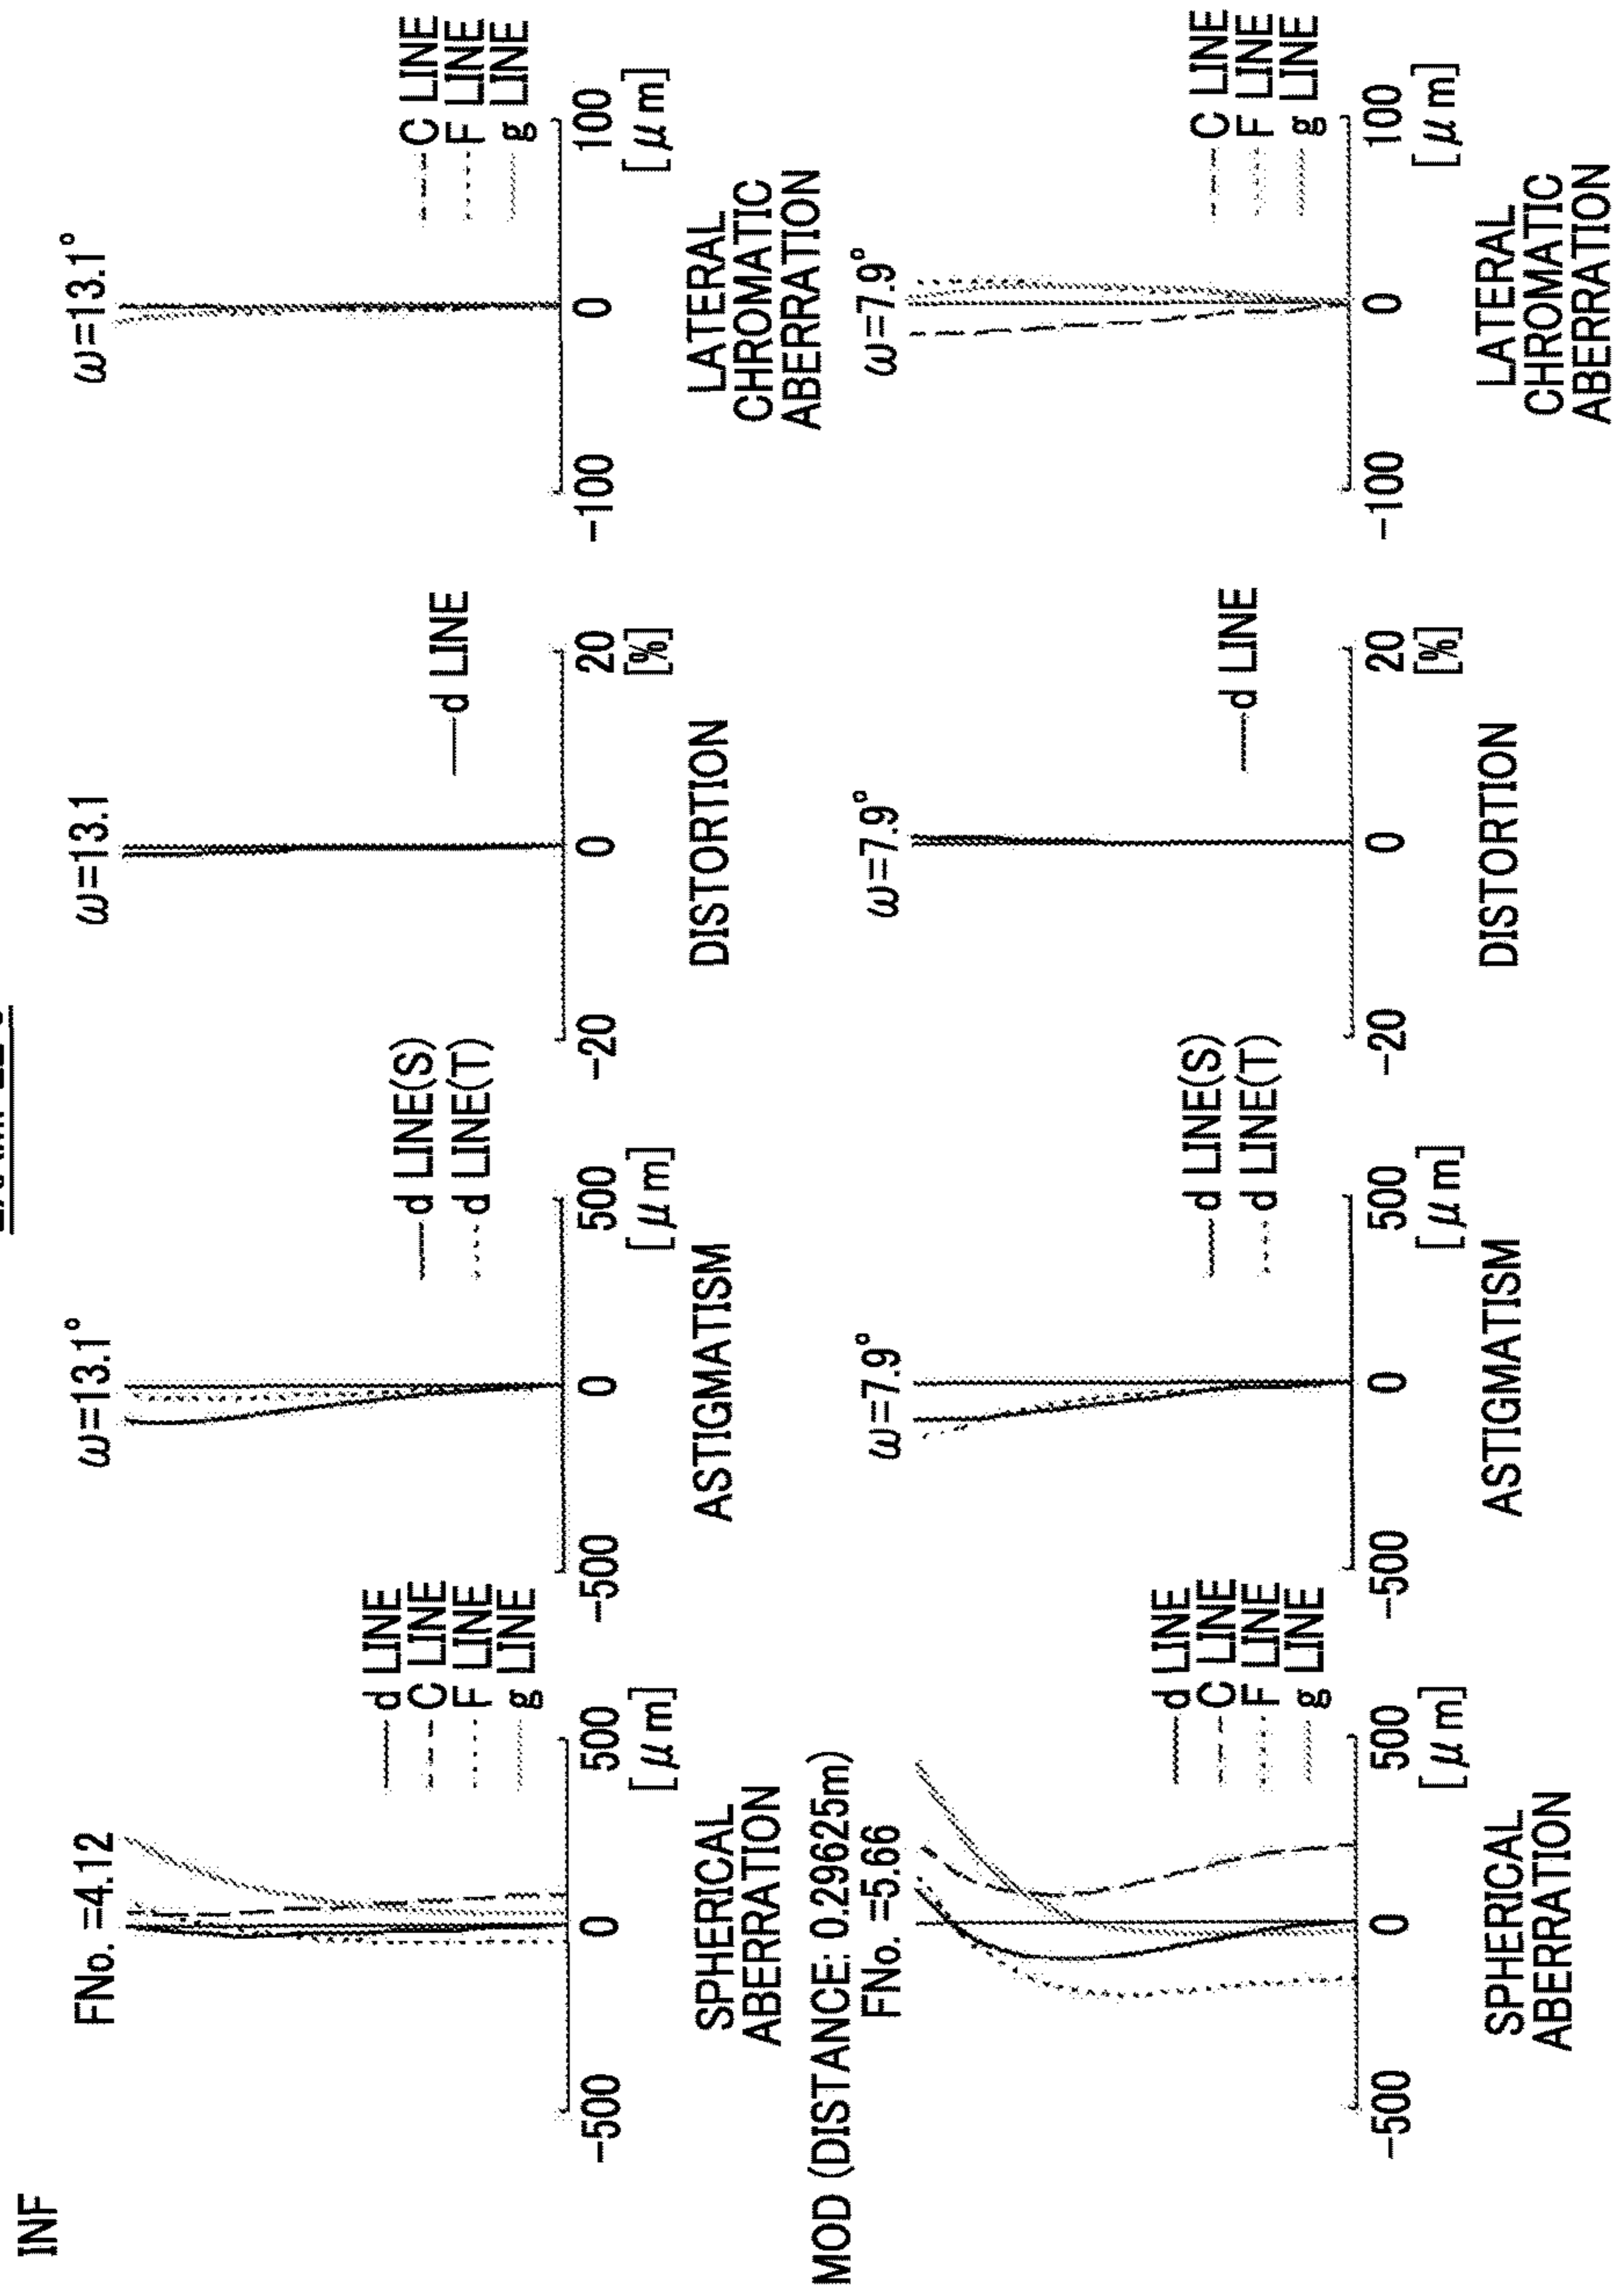 INF
FNo. =4.12
d LINE
C LINE
F LINE
g LINE
-500
0
500
[μm]
SPHERICAL
ABERRATION
ω=13.1°
d LINE(S)
d LINE(T)
-500
0
500
[μm]
ASTIGMATISM
ω=13.1
d LINE
-20
0
20
[%]
DISTORTION
ω=13.1°
C LINE
F LINE
g LINE
-100
0
100
[μm]
LATERAL
CHROMATIC
ABERRATION
MOD (DISTANCE: 0.29625m)
FNo. =5.66
d LINE
C LINE
F LINE
g LINE
-500
0
500
[μm]
SPHERICAL
ABERRATION
ω=7.9°
d LINE(S)
d LINE(T)
-500
0
500
[μm]
ASTIGMATISM
ω=7.9°
d LINE
-20
0
20
[%]
DISTORTION
ω=7.9°
C LINE
F LINE
g LINE
-100
0
100
[μm]
LATERAL
CHROMATIC
ABERRATION